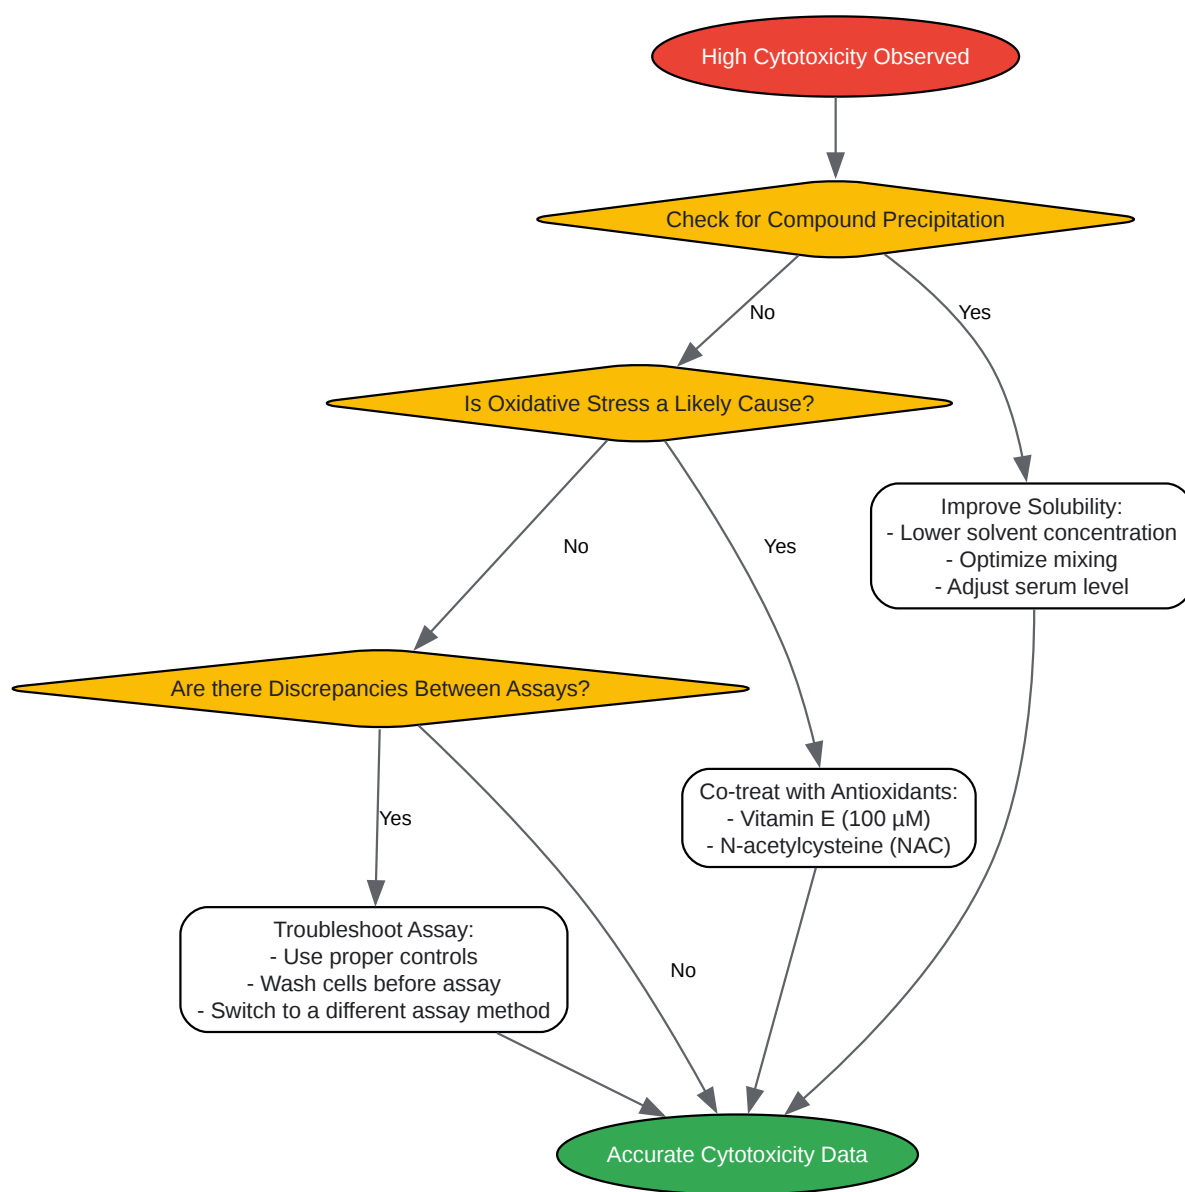 High Cytotoxicity Observed
Check for Compound Precipitation
No
Yes
Is Oxidative Stress a Likely Cause?
Improve Solubility:
- Lower solvent concentration
- Optimize mixing
- Adjust serum level
No
Yes
Are there Discrepancies Between Assays?
Co-treat with Antioxidants:
- Vitamin E (100 µM)
- N-acetylcysteine (NAC)
Yes
Troubleshoot Assay:
- Use proper controls
- Wash cells before assay
- Switch to a different assay method
No
Accurate Cytotoxicity Data